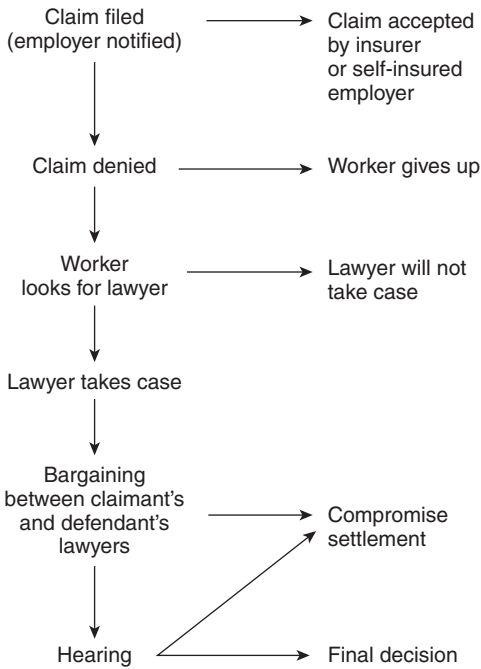 Claim filed
(employer notified)
Claim accepted
by insurer
or self-insured
employer
Claim denied
Worker gives up
Worker
looks for lawyer
Lawyer will not
take case
Lawyer takes case
Bargaining
between claimant's
and defendant's
lawyers
Compromise
settlement
Hearing
Final decision